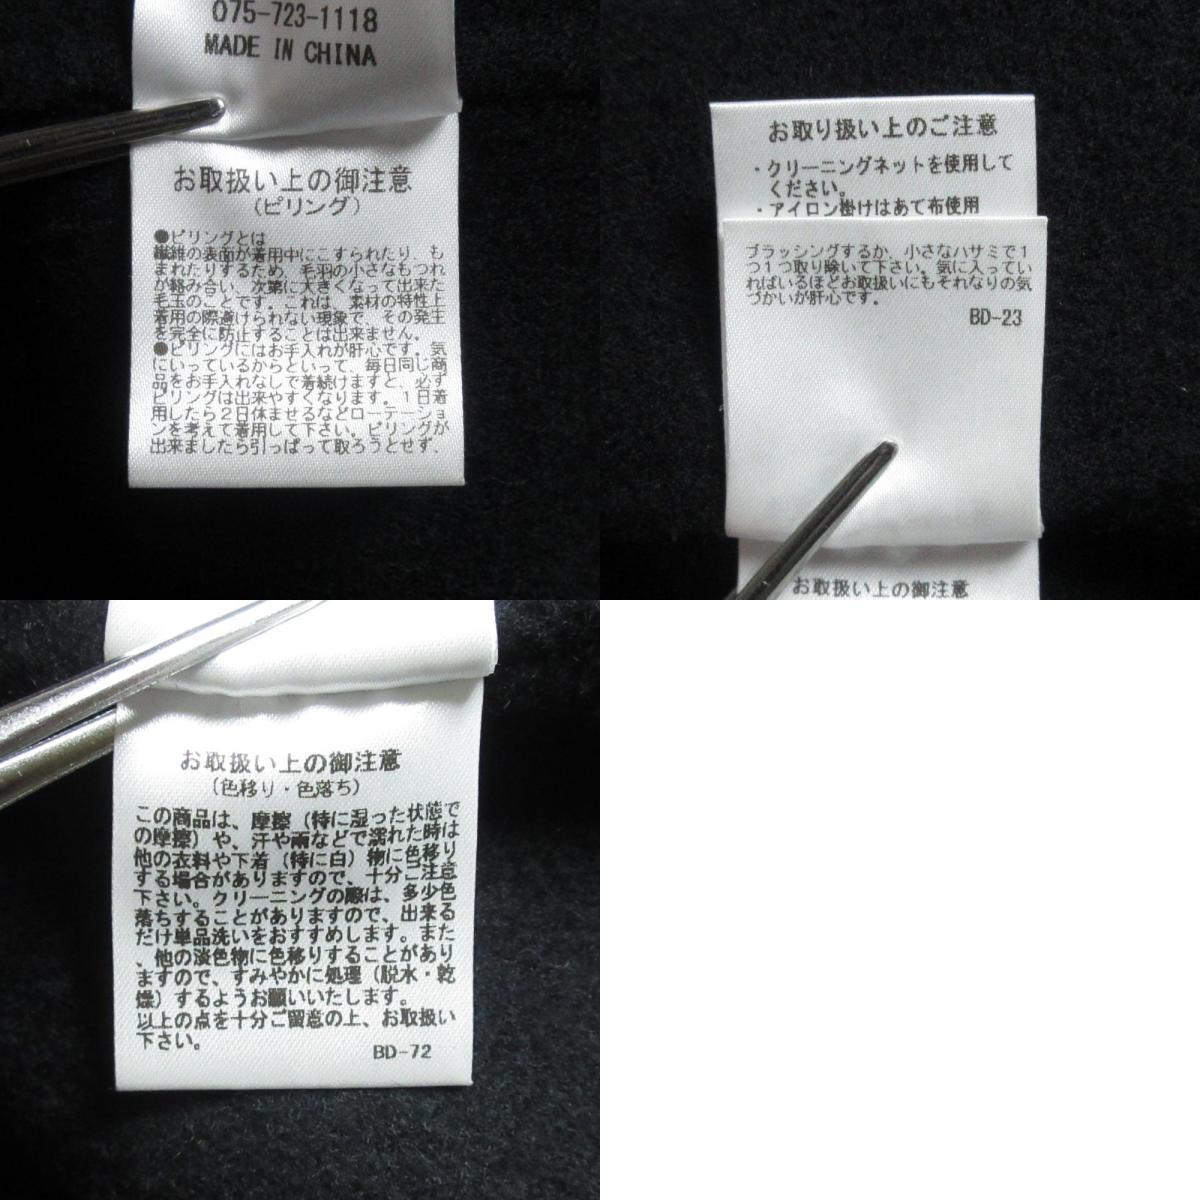 075-723-1118
MADE IN CHINA
お取扱い上の御注意
(ピリング)
●ピリングとは
繊維の表面が着用中にこすられたり、も
まれたりするため、毛羽の小さなもつれ
が絡み合い、次第に大きくなって出来た
毛玉のことです。これは、素材の特性上
着用の際避けられない現象で、その発生
を完全に防止することは出来ません。
●ピリングにはお手入れが肝心です。気
にいっているからといって、毎日同じ商
品をお手入れなしで着続けますと、必ず
ピリングは出来やすくなります。1日着
用したら2日休ませるなどローテーショ
ンを考えて着用して下さい。ピリングが
出来ましたら引っぱって取ろうとせず、
お取り扱い上のご注意
・クリーニングネットを使用して
ください。
・アイロン掛けはあて布使用
ブラッシングするか、小さなハサミで1
つ1つ取り除いて下さい。気に入ってい
ればいるほどお取扱いにもそれなりの気
づかいが肝心です。
BD-23
お取扱い上の御注意
お取扱い上の御注意
(色移り・色落ち)
この商品は、摩擦(特に湿った状態で
の摩擦)や、汗や雨などで濡れた時は
他の衣料や下着(特に白)物に色移り
する場合がありますので、十分ご注意
下さい。クリーニングの際は、多少色
落ちすることがありますので、出来る
だけ単品洗いをおすすめします。また
、他の淡色物に色移りすることがあり
ますので、すみやかに処理(脱水・乾
燥)するようお願いいたします。
以上の点を十分ご留意の上、お取扱い
下さい。
BD-72